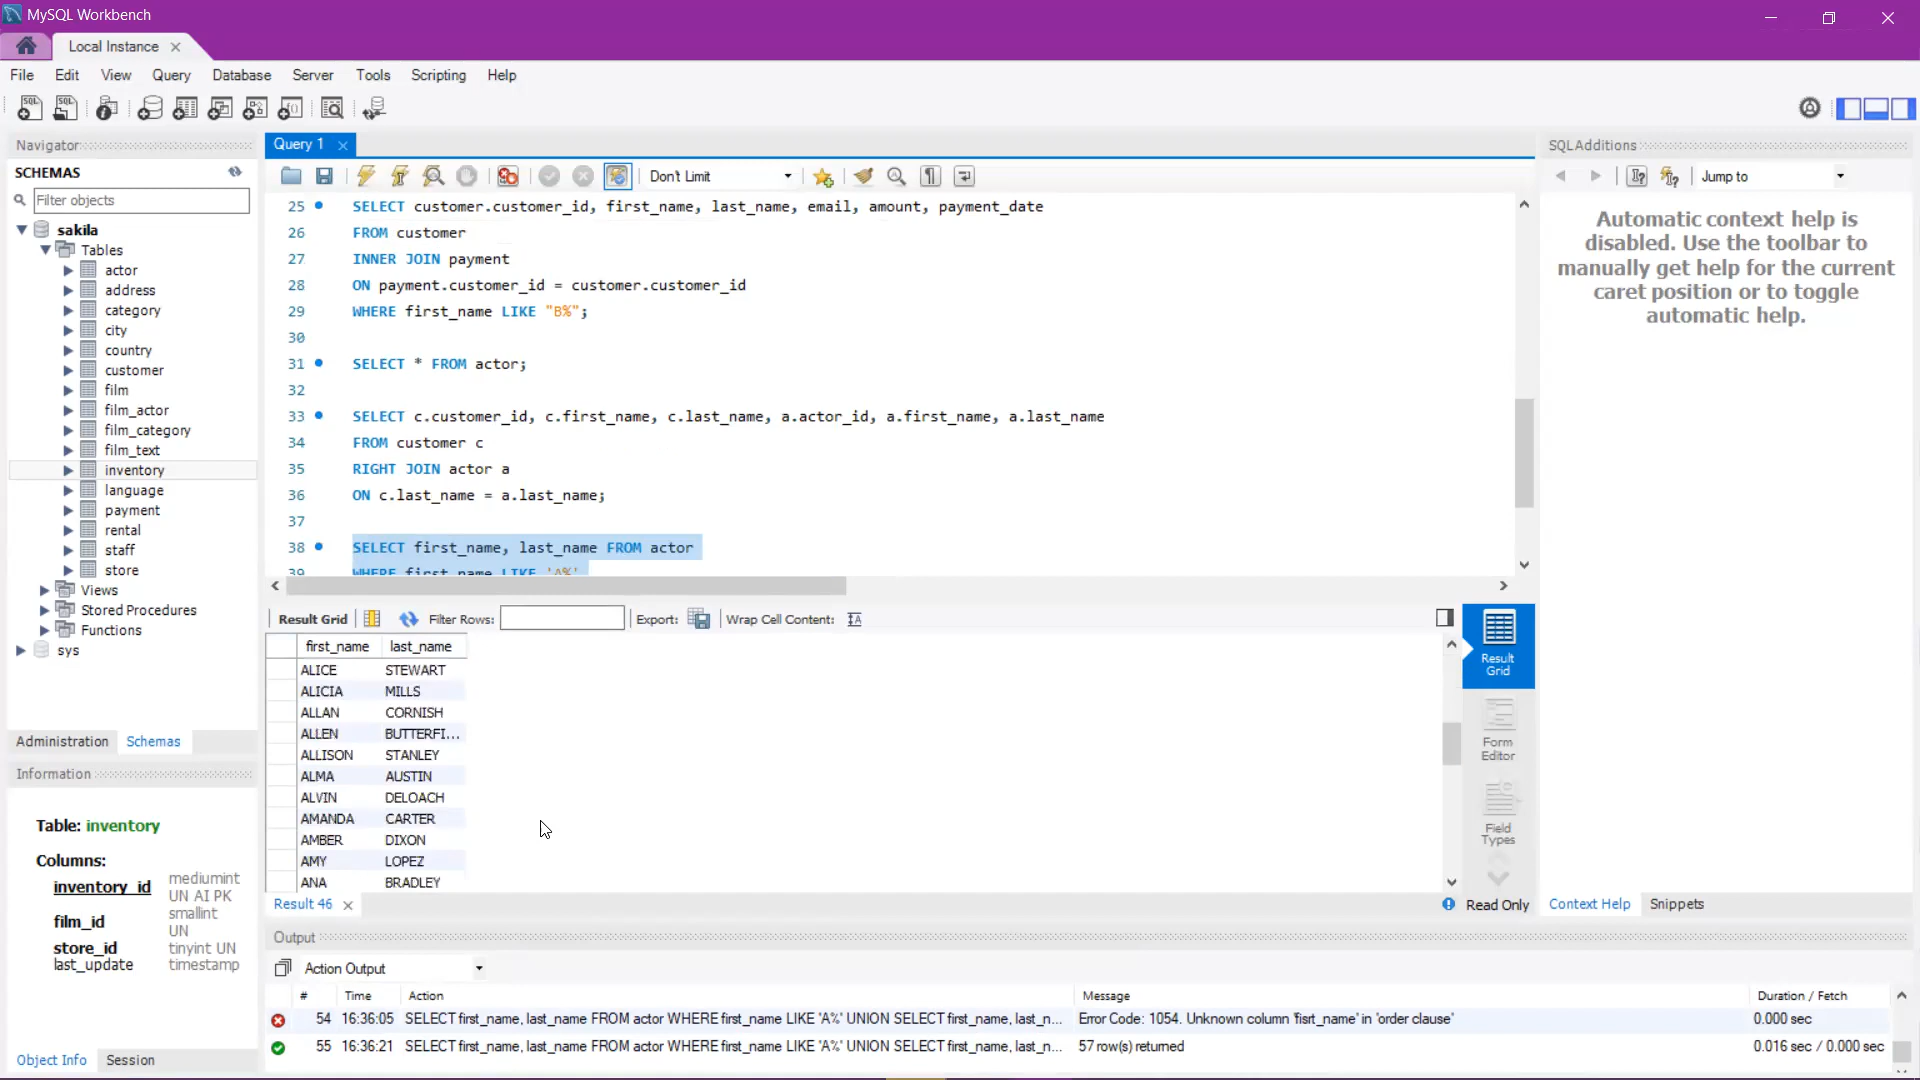 MySQL Workbench
Local Instance
File Edit View Query Database Server Tools Scripting Help
Navigator
SCHEMAS
Filter objects
sakila
Tables
actor
address
category
city
country
customer
film
film_actor
film_category
film_text
inventory
language
payment
rental
staff
store
Views
Stored Procedures
Functions
sys
Administration Schemas
Information
Table: inventory
Columns:
inventory_id mediumint UN AI PK
film_id smallint UN
store_id tinyint UN
last_update timestamp
Object Info Session
Query 1
Don't Limit
25 SELECT customer.customer_id, first_name, last_name, email, amount, payment_date
26 FROM customer
27 INNER JOIN payment
28 ON payment.customer_id = customer.customer_id
29 WHERE first_name LIKE "B%";
30
31 SELECT * FROM actor;
32
33 SELECT c.customer_id, c.first_name, c.last_name, a.actor_id, a.first_name, a.last_name
34 FROM customer c
35 RIGHT JOIN actor a
36 ON c.last_name = a.last_name;
37
38 SELECT first_name, last_name FROM actor
39 WHERE first_name LIKE 'A%'
Result Grid Filter Rows: Export: Wrap Cell Content:
first_name last_name
ALICE STEWART
ALICIA MILLS
ALLAN CORNISH
ALLEN BUTTERFI...
ALLISON STANLEY
ALMA AUSTIN
ALVIN DELOACH
AMANDA CARTER
AMBER DIXON
AMY LOPEZ
ANA BRADLEY
Result Grid
Form Editor
Field Types
Result 46
Read Only
SQLAdditions
Jump to
Automatic context help is
disabled. Use the toolbar to
manually get help for the current
caret position or to toggle
automatic help.
Context Help Snippets
Output
Action Output
# Time Action Message Duration / Fetch
54 16:36:05 SELECT first_name, last_name FROM actor WHERE first_name LIKE 'A%' UNION SELECT first_name, last_n... Error Code: 1054. Unknown column 'fisrt_name' in 'order clause' 0.000 sec
55 16:36:21 SELECT first_name, last_name FROM actor WHERE first_name LIKE 'A%' UNION SELECT first_name, last_n... 57 row(s) returned 0.016 sec / 0.000 sec